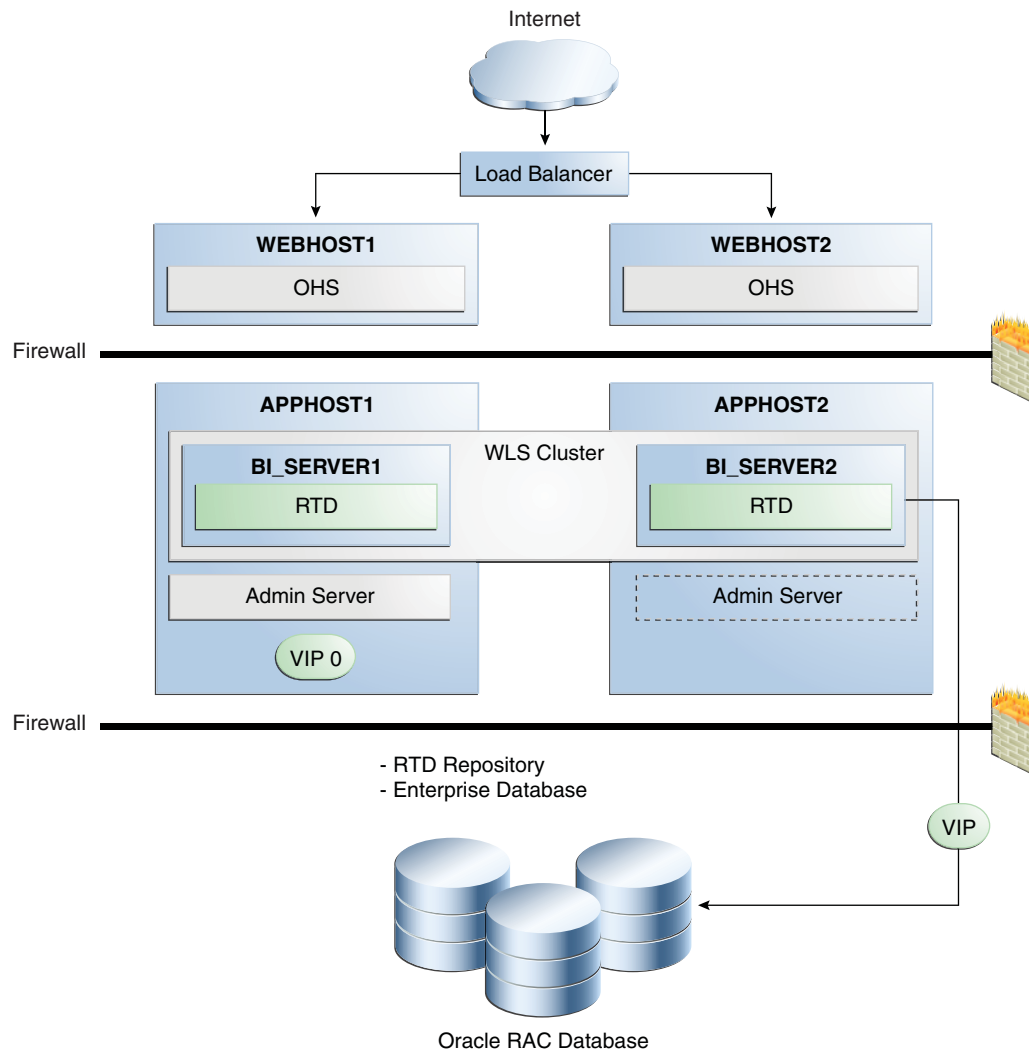 Internet
Load Balancer
WEBHOST1
OHS
WEBHOST2
OHS
Firewall
APPHOST1
APPHOST2
WLS Cluster
BI_SERVER1
RTD
BI_SERVER2
RTD
Admin Server
Admin Server
VIP 0
Firewall
- RTD Repository
- Enterprise Database
VIP
Oracle RAC Database